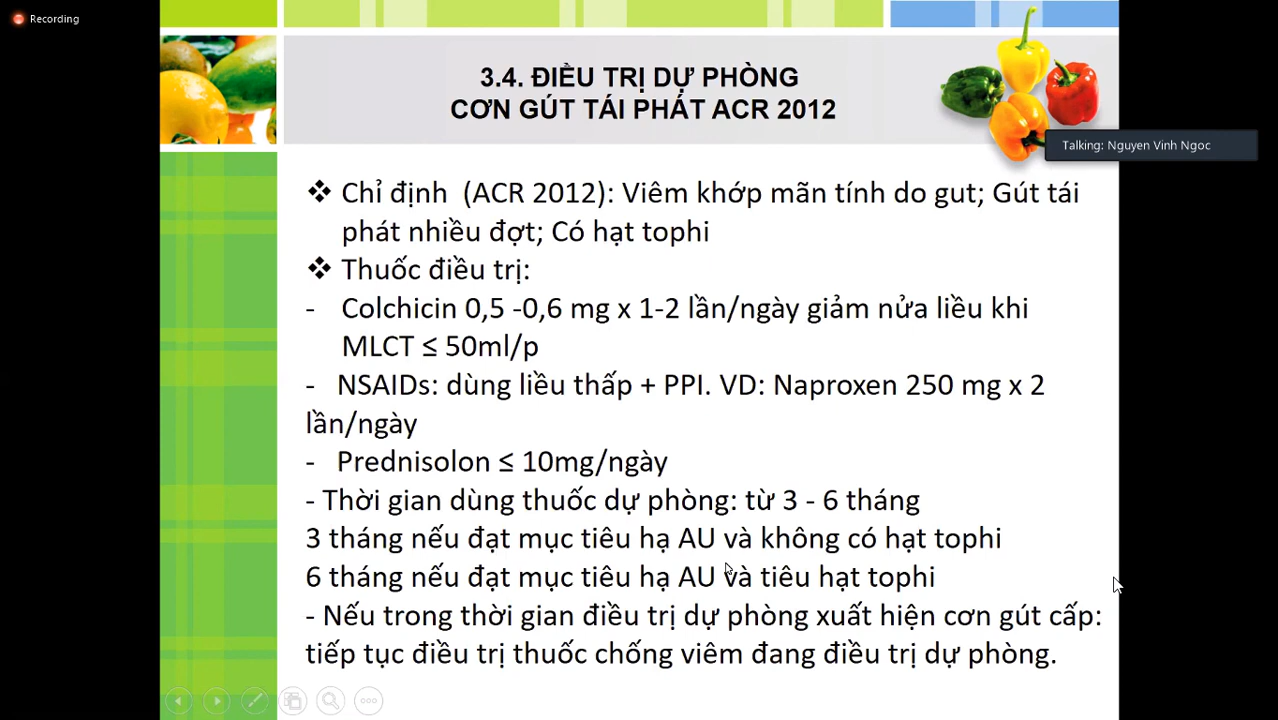 Recording
3.4. ĐIỀU TRỊ DỰ PHÒNG
CƠN GÚT TÁI PHÁT ACR 2012
Talking: Nguyen Vinh Ngoc
❖ Chỉ định (ACR 2012): Viêm khớp mãn tính do gut; Gút tái
phát nhiều đợt; Có hạt tophi
❖ Thuốc điều trị:
- Colchicin 0,5 -0,6 mg x 1-2 lần/ngày giảm nửa liều khi
MLCT ≤ 50ml/p
- NSAIDs: dùng liều thấp + PPI. VD: Naproxen 250 mg x 2
lần/ngày
- Prednisolon ≤ 10mg/ngày
- Thời gian dùng thuốc dự phòng: từ 3 - 6 tháng
3 tháng nếu đạt mục tiêu hạ AU và không có hạt tophi
6 tháng nếu đạt mục tiêu hạ AU và tiêu hạt tophi
- Nếu trong thời gian điều trị dự phòng xuất hiện cơn gút cấp:
tiếp tục điều trị thuốc chống viêm đang điều trị dự phòng.